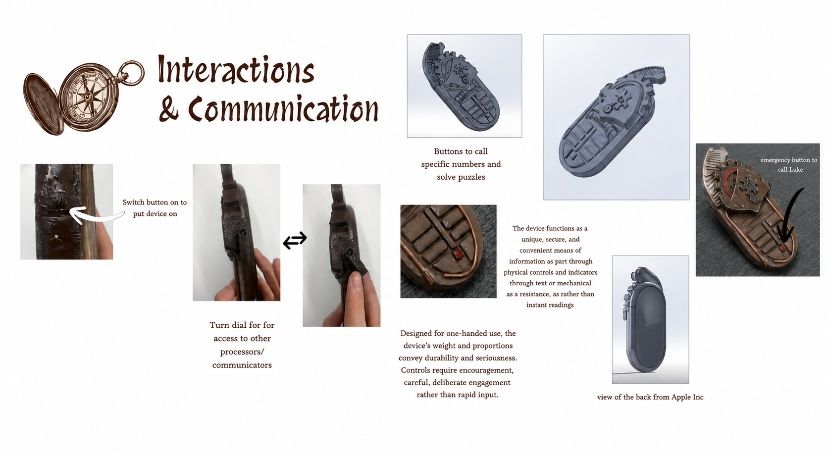 Interactions
& Communication
Switch button on to
put device on
Turn dial for for
access to other
processors/
communicators
Buttons to call
specific numbers and
solve puzzles
The device functions as a
unique, secure, and
convenient means of
information as part through
physical controls and indicators
through text or mechanical
as a resistance, as rather than
instant readings
Designed for one-handed use, the
device's weight and proportions
convey durability and seriousness.
Controls require encouragement,
careful, deliberate engagement
rather than rapid input.
emergency button to
call Luke
view of the back from Apple Inc